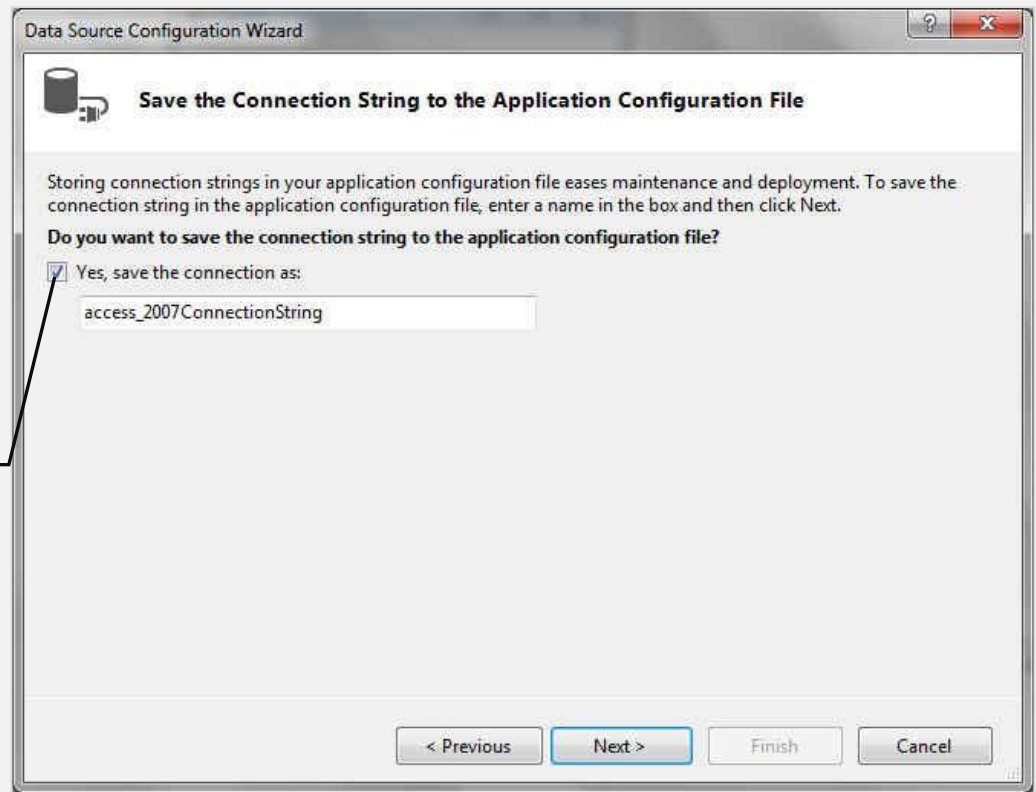 Data Source Configuration Wizard
Save the Connection String to the Application Configuration File
Storing connection strings in your application configuration file eases maintenance and deployment. To save the
connection string in the application configuration file, enter a name in the box and then click Next.
Do you want to save the connection string to the application configuration file?
Yes, save the connection as:
access_2007ConnectionString
< Previous
Next >
Finish
Cancel